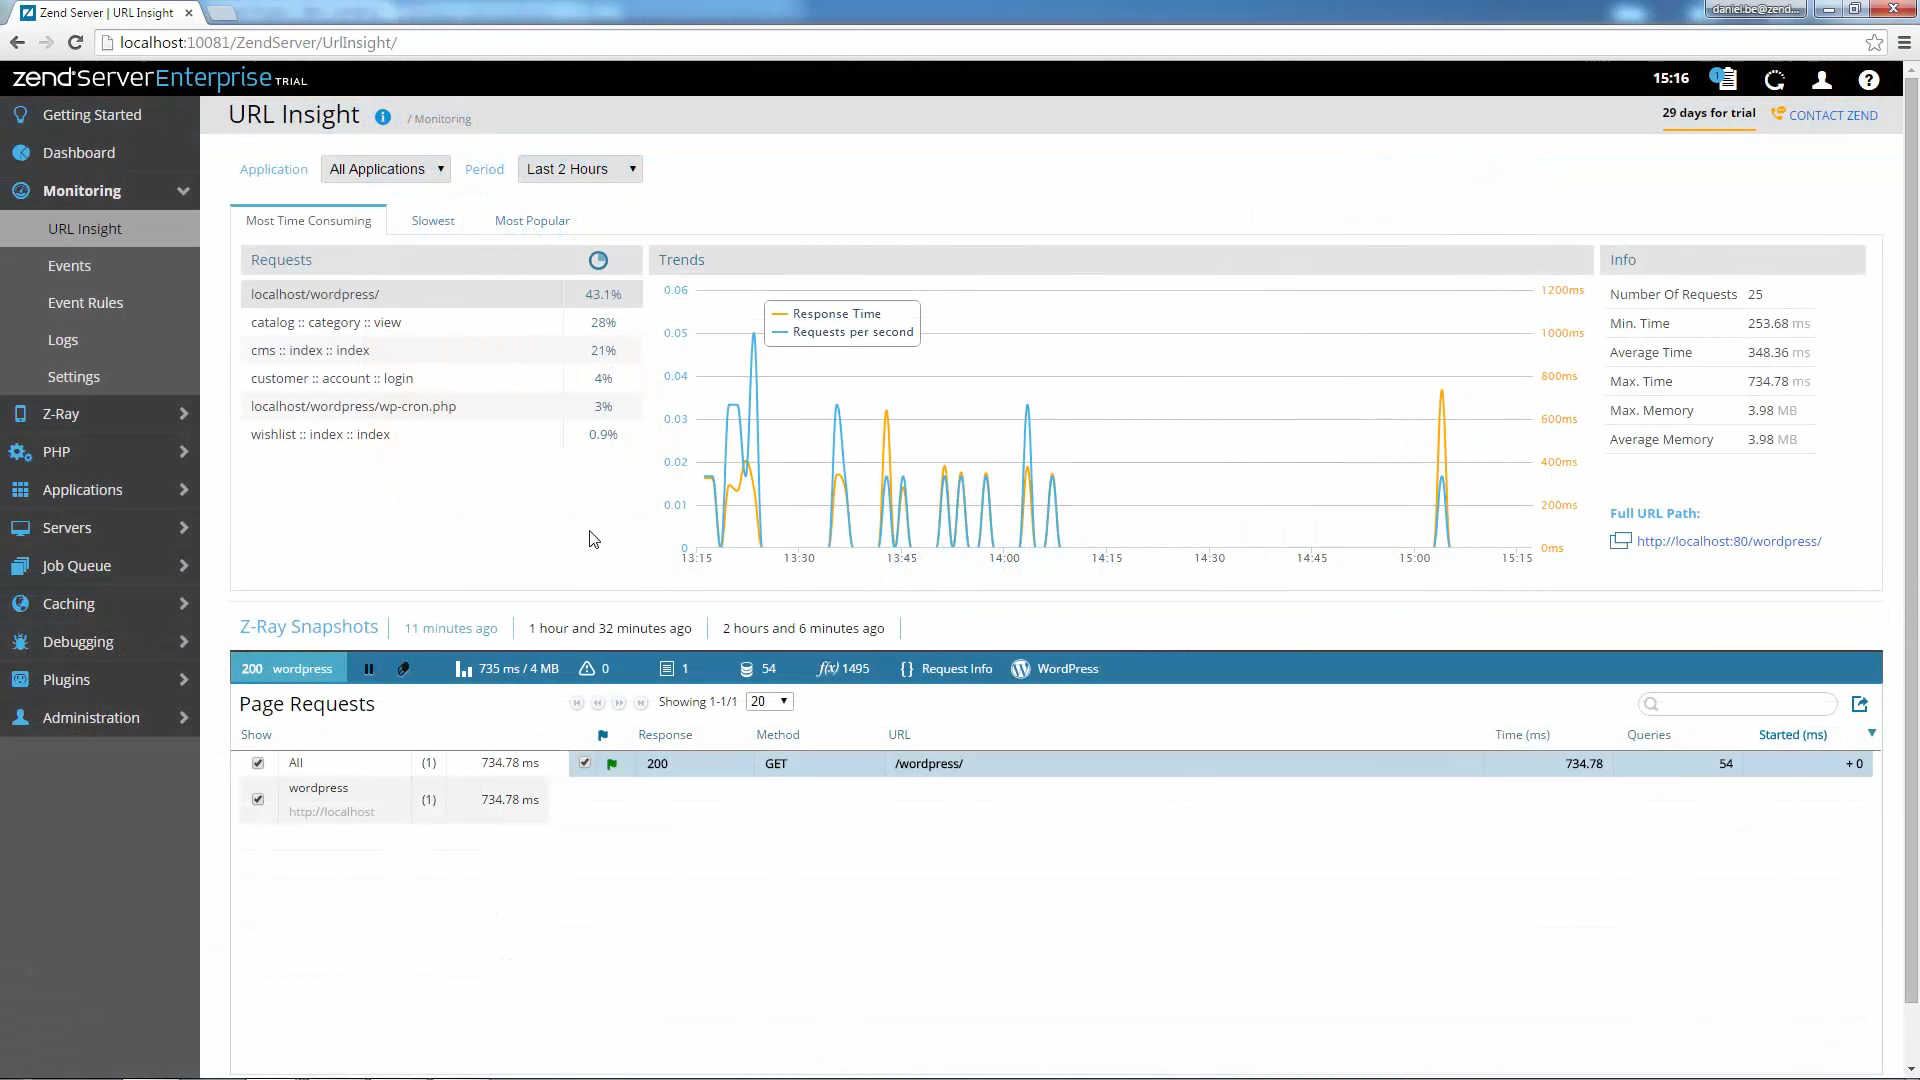 Zend Server | URL Insight
daniel.be@zend...
localhost:10081/ZendServer/UrlInsight/
zend Server Enterprise TRIAL
15:16
1
Getting Started
Dashboard
Monitoring
URL Insight
Events
Event Rules
Logs
Settings
Z-Ray
PHP
Applications
Servers
Job Queue
Caching
Debugging
Plugins
Administration
URL Insight / Monitoring
29 days for trial
CONTACT ZEND
Application All Applications Period Last 2 Hours
Most Time Consuming Slowest Most Popular
Requests
localhost/wordpress/ 43.1%
catalog :: category :: view 28%
cms :: index :: index 21%
customer :: account :: login 4%
localhost/wordpress/wp-cron.php 3%
wishlist :: index :: index 0.9%
Trends
Response Time
Requests per second
0.06 1200ms
0.05 1000ms
0.04 800ms
0.03 600ms
0.02 400ms
0.01 200ms
0 0ms
13:15 13:30 13:45 14:00 14:15 14:30 14:45 15:00 15:15
Info
Number Of Requests 25
Min. Time 253.68 ms
Average Time 348.36 ms
Max. Time 734.78 ms
Max. Memory 3.98 MB
Average Memory 3.98 MB
Full URL Path:
http://localhost:80/wordpress/
Z-Ray Snapshots 11 minutes ago 1 hour and 32 minutes ago 2 hours and 6 minutes ago
200 wordpress 735 ms / 4 MB 0 1 54 f(x) 1495 {} Request Info WordPress
Page Requests Showing 1-1/1 20
Show Response Method URL Time (ms) Queries Started (ms)
All (1) 734.78 ms 200 GET /wordpress/ 734.78 54 + 0
wordpress (1) 734.78 ms
http://localhost